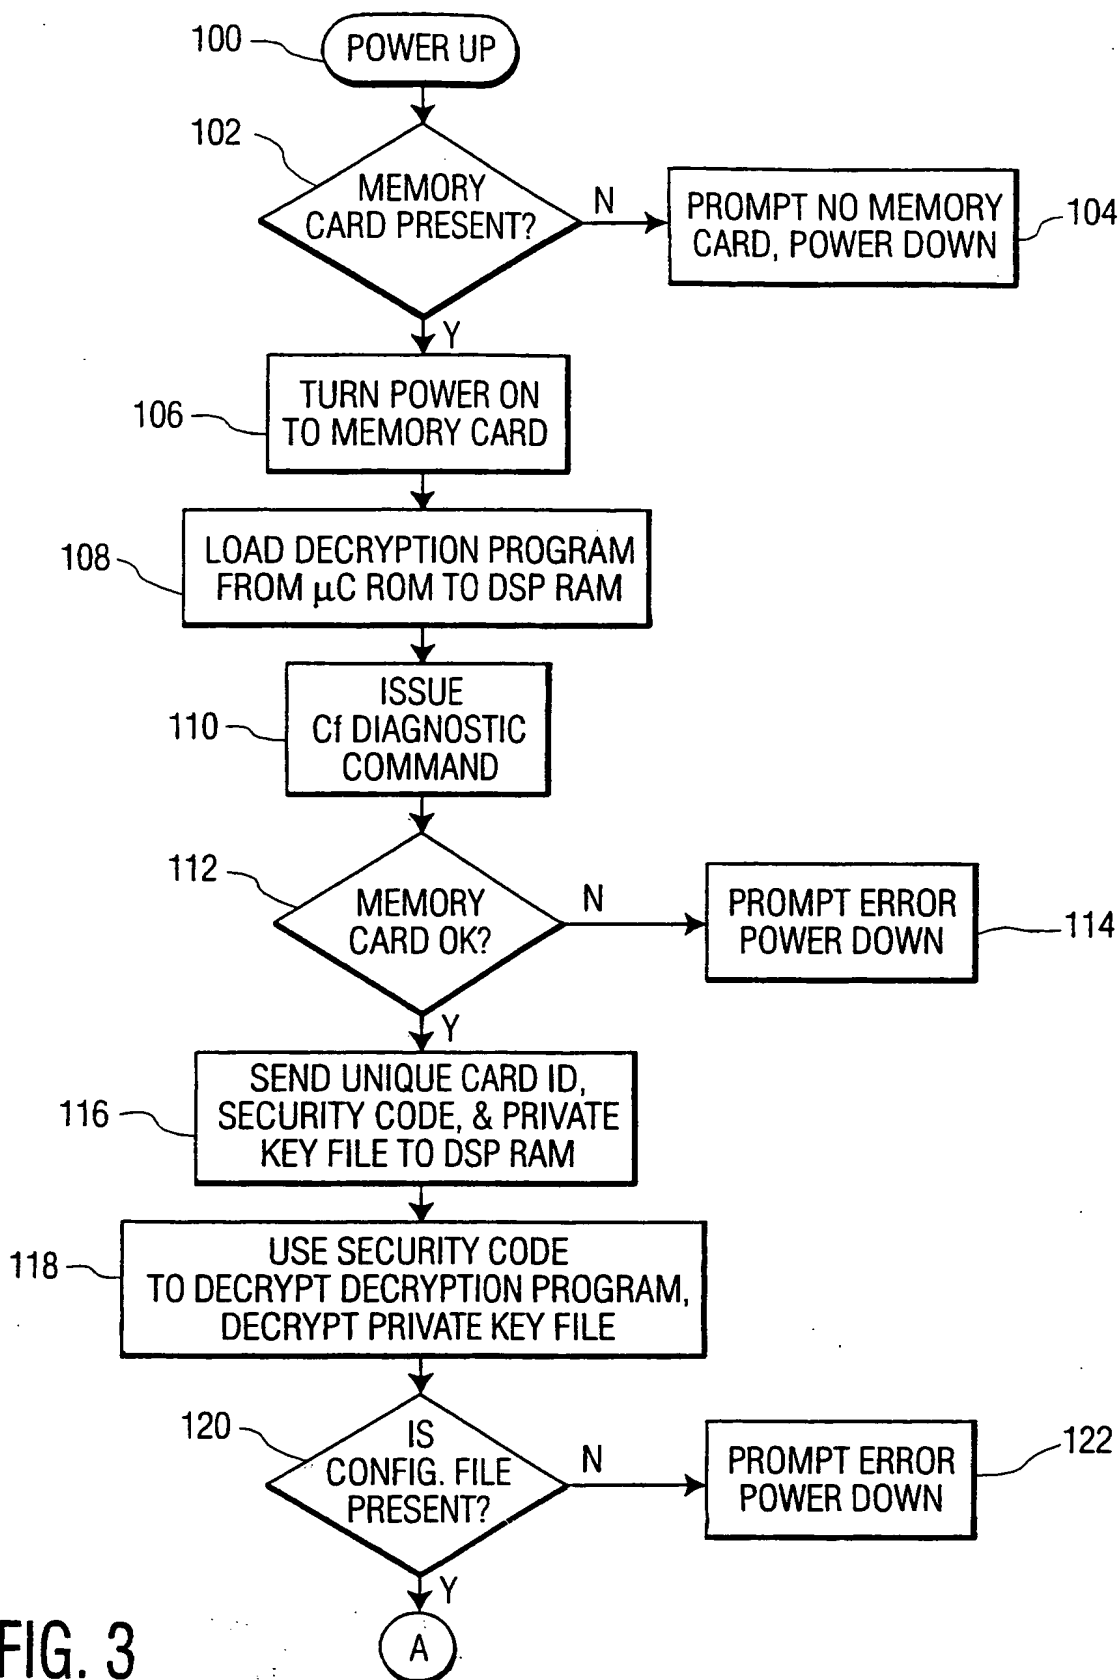 100
POWER UP
102
MEMORY
CARD PRESENT?
N
PROMPT NO MEMORY
CARD, POWER DOWN
104
Y
106
TURN POWER ON
TO MEMORY CARD
108
LOAD DECRYPTION PROGRAM
FROM µC ROM TO DSP RAM
110
ISSUE
Cf DIAGNOSTIC
COMMAND
112
MEMORY
CARD OK?
N
PROMPT ERROR
POWER DOWN
114
Y
116
SEND UNIQUE CARD ID,
SECURITY CODE, & PRIVATE
KEY FILE TO DSP RAM
118
USE SECURITY CODE
TO DECRYPT DECRYPTION PROGRAM,
DECRYPT PRIVATE KEY FILE
120
IS
CONFIG. FILE
PRESENT?
N
PROMPT ERROR
POWER DOWN
122
Y
A
FIG. 3